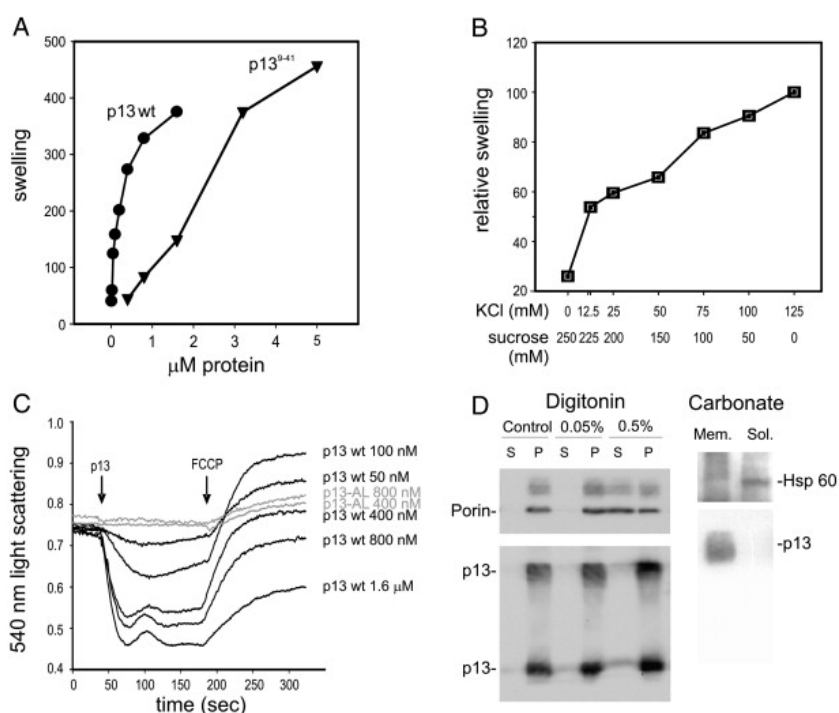 A
500
400
300
200
100
0
swelling
p13 wt
p13⁹⁻⁴¹
0 1 2 3 4 5
μM protein
B
120
100
80
60
40
20
relative swelling
KCl (mM) 0 12.5 25 50 75 100 125
sucrose (mM) 250 225 200 150 100 50 0
C
1.0
0.9
0.8
0.7
0.6
0.5
0.4
540 nm light scattering
p13
FCCP
p13 wt 100 nM
p13 wt 50 nM
p13-AL 800 nM
p13-AL 400 nM
p13 wt 400 nM
p13 wt 800 nM
p13 wt 1.6 μM
0 50 100 150 200 250 300
time (sec)
D
Digitonin
Control 0.05% 0.5%
S P S P S P
Porin-
p13-
p13-
Carbonate
Mem. Sol.
-Hsp 60
-p13